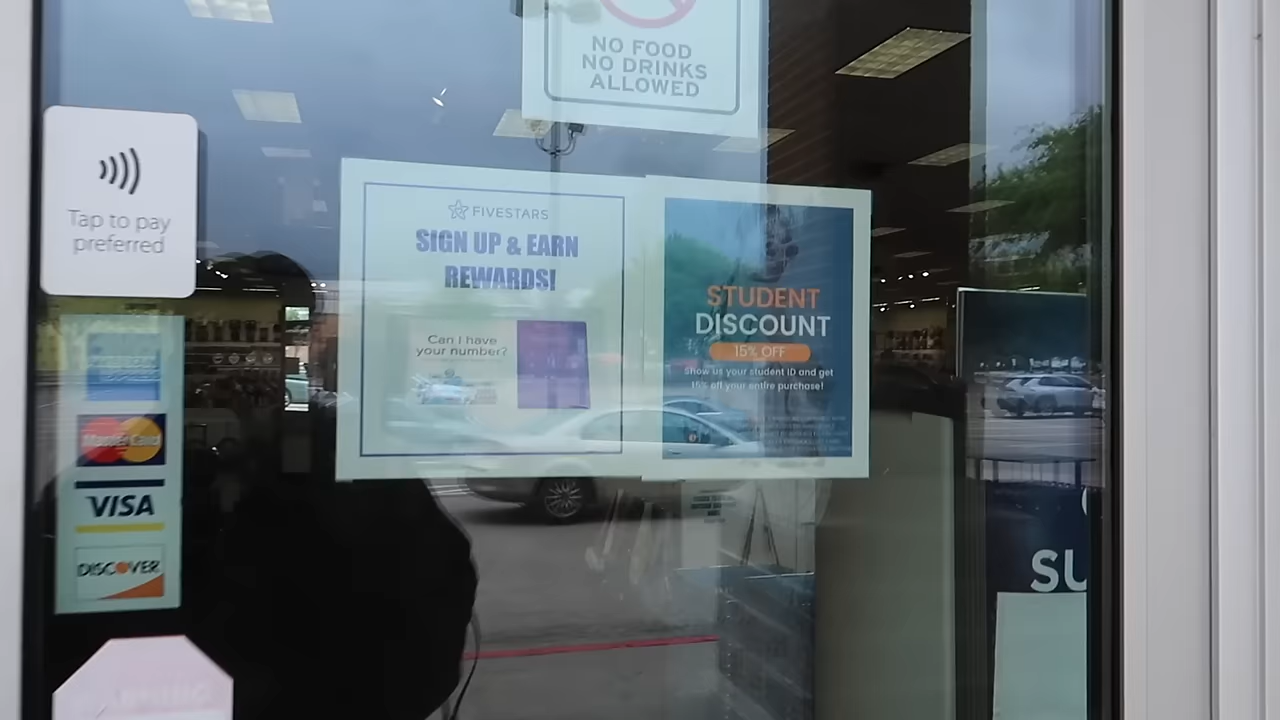 NO FOOD
NO DRINKS
ALLOWED
Tap to pay
preferred
FIVESTARS
SIGN UP & EARN
REWARDS!
Can I have
your number?
STUDENT
DISCOUNT
15% OFF
Show us your student ID and get
15% off your entire purchase!
AMERICAN
EXPRESS
MasterCard
VISA
DISCOVER
SU